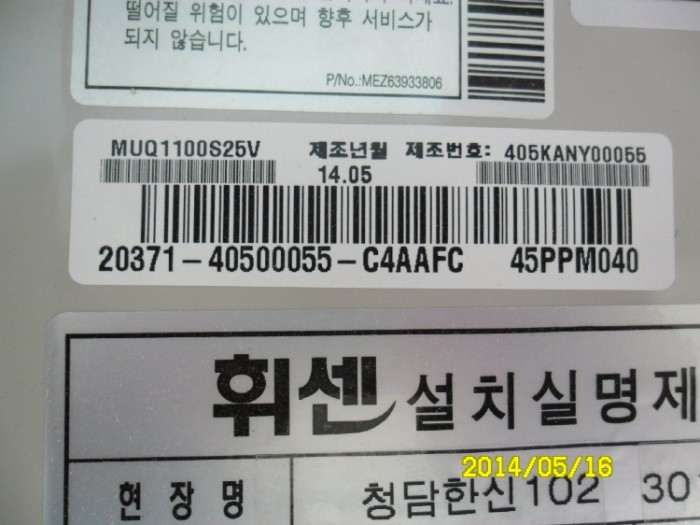 떨어질 위험이 있으며 향후 서비스가
되지 않습니다.
P/No.:MEZ63933806
MUQ1100S25V 제조년월 제조번호: 405KANY00055
14.05
20371-40500055-C4AAFC 45PPM040
휘센 설치실명제
현장명 청담한신102 301
2014/05/16